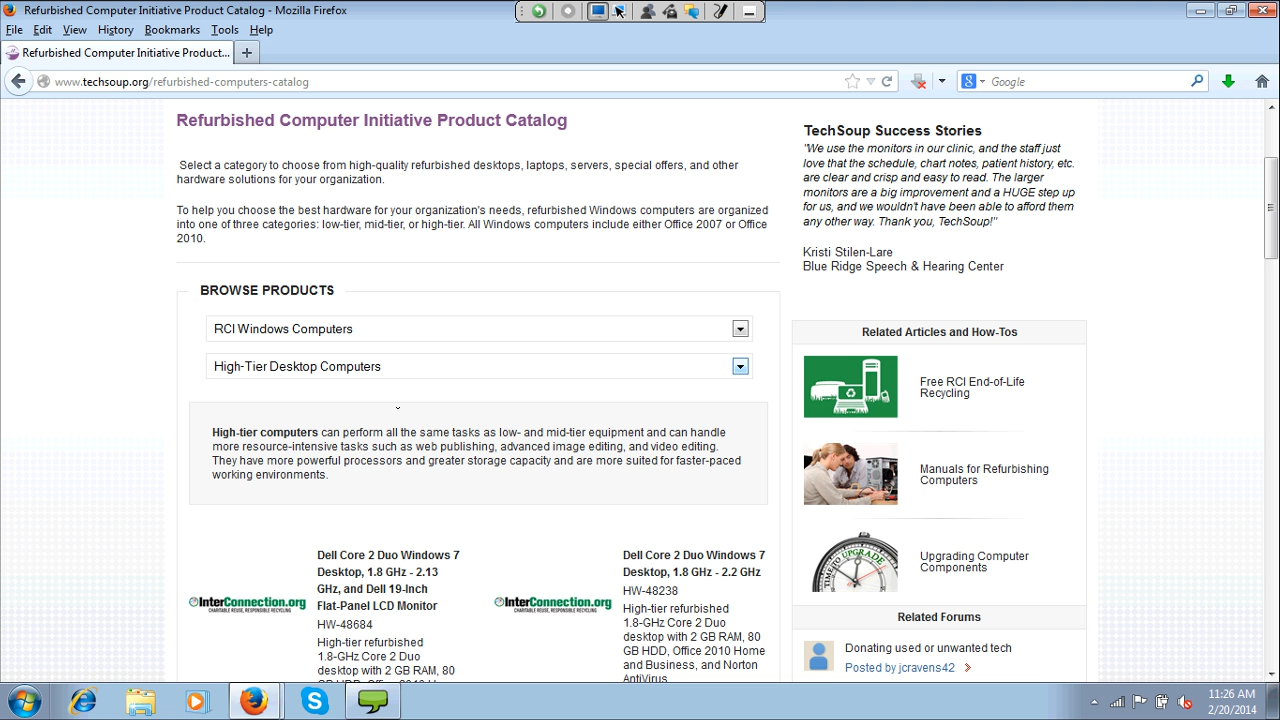 Refurbished Computer Initiative Product Catalog - Mozilla Firefox
File Edit View History Bookmarks Tools Help
Refurbished Computer Initiative Product...
www.techsoup.org/refurbished-computers-catalog
Google
Refurbished Computer Initiative Product Catalog
Select a category to choose from high-quality refurbished desktops, laptops, servers, special offers, and other
hardware solutions for your organization.
To help you choose the best hardware for your organization's needs, refurbished Windows computers are organized
into one of three categories: low-tier, mid-tier, or high-tier. All Windows computers include either Office 2007 or Office
2010.
BROWSE PRODUCTS
RCI Windows Computers
High-Tier Desktop Computers
High-tier computers can perform all the same tasks as low- and mid-tier equipment and can handle
more resource-intensive tasks such as web publishing, advanced image editing, and video editing.
They have more powerful processors and greater storage capacity and are more suited for faster-paced
working environments.
InterConnection.org
CHARITABLE REUSE, RESPONSIBLE RECYCLING
Dell Core 2 Duo Windows 7
Desktop, 1.8 GHz - 2.13
GHz, and Dell 19-Inch
Flat-Panel LCD Monitor
HW-48684
High-tier refurbished
1.8-GHz Core 2 Duo
desktop with 2 GB RAM, 80
InterConnection.org
CHARITABLE REUSE, RESPONSIBLE RECYCLING
Dell Core 2 Duo Windows 7
Desktop, 1.8 GHz - 2.2 GHz
HW-48238
High-tier refurbished
1.8-GHz Core 2 Duo
desktop with 2 GB RAM, 80
GB HDD, Office 2010 Home
and Business, and Norton
AntiVirus
TechSoup Success Stories
"We use the monitors in our clinic, and the staff just
love that the schedule, chart notes, patient history, etc.
are clear and crisp and easy to read. The larger
monitors are a big improvement and a HUGE step up
for us, and we wouldn't have been able to afford them
any other way. Thank you, TechSoup!"
Kristi Stilen-Lare
Blue Ridge Speech & Hearing Center
Related Articles and How-Tos
Free RCI End-of-Life
Recycling
Manuals for Refurbishing
Computers
TIME TO UPGRADE
Upgrading Computer
Components
Related Forums
Donating used or unwanted tech
Posted by jcravens42
11:26 AM
2/20/2014